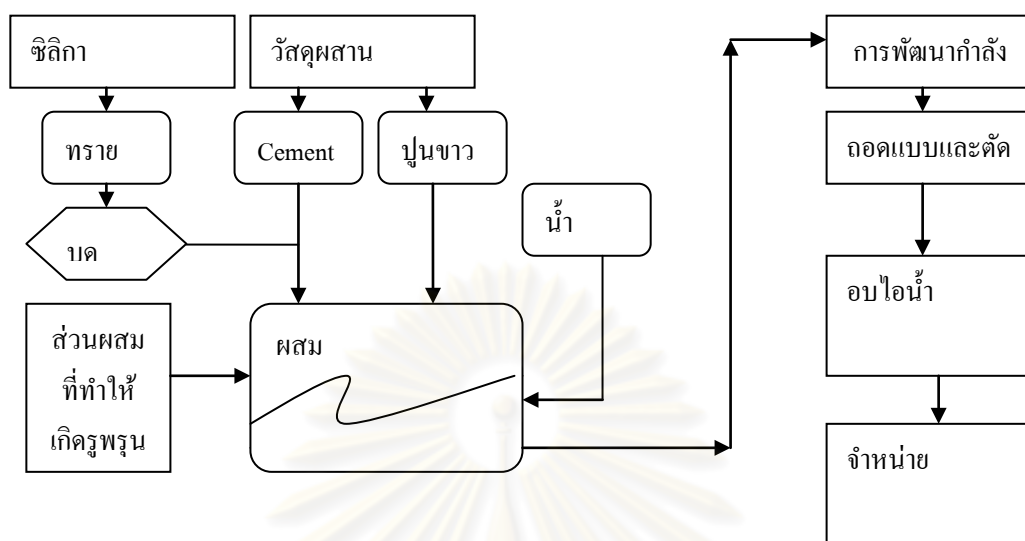 ซิลิกา
วัสดุผสาน
ทราย
Cement
ปูนขาว
บด
น้ำ
ส่วนผสม
ที่ทำให้
เกิดรูพรุน
ผสม
การพัฒนากำลัง
ถอดแบบและตัด
อบไอน้ำ
จำหน่าย